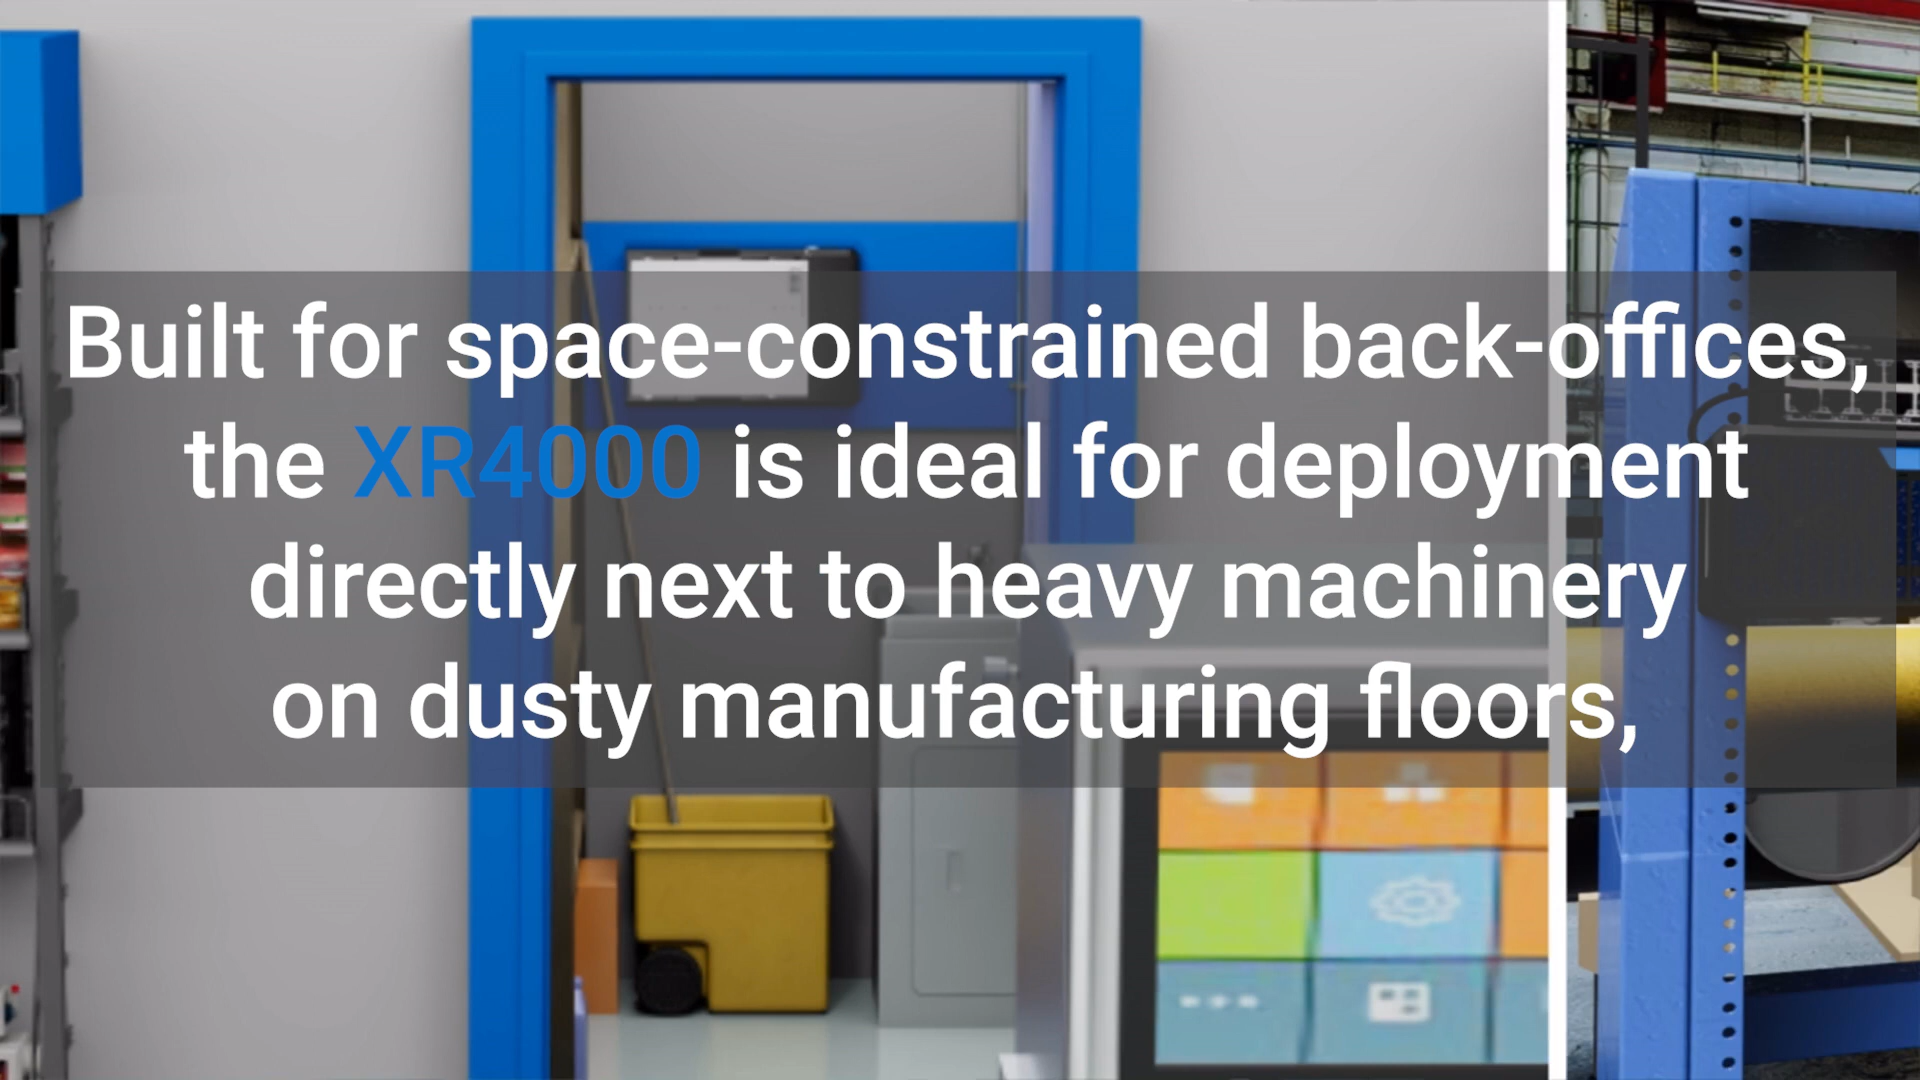 Built for space-constrained back-offices,
the XR4000 is ideal for deployment
directly next to heavy machinery
on dusty manufacturing floors,